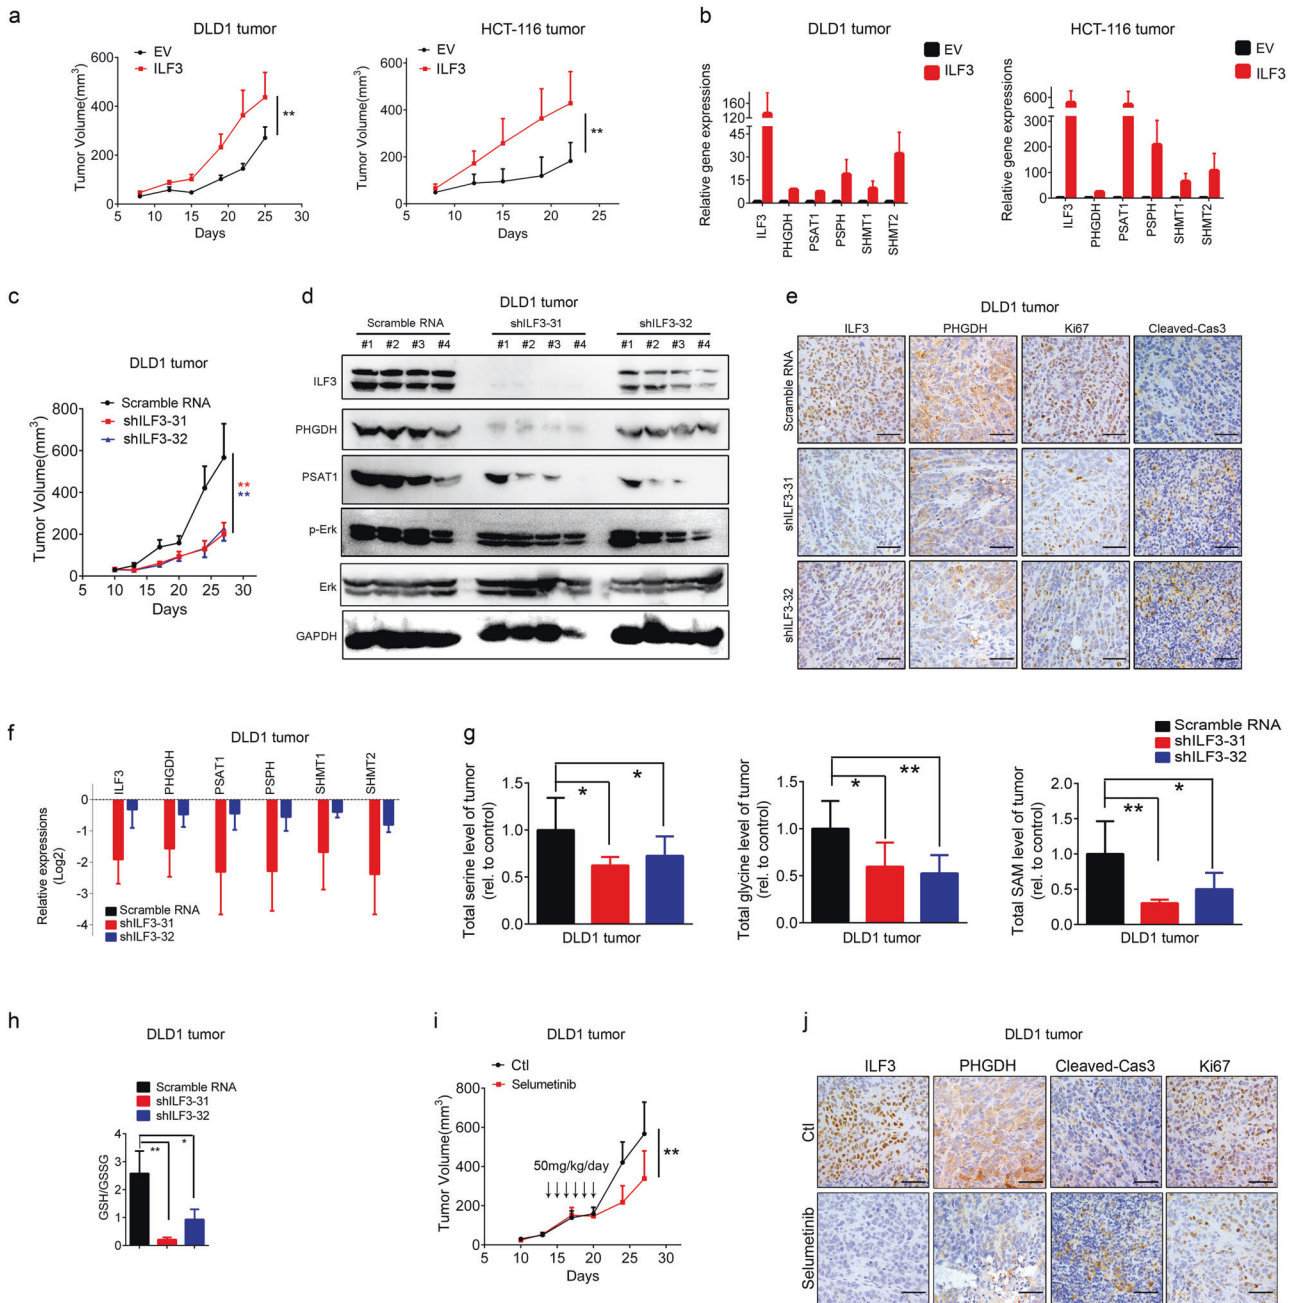 a
DLD1 tumor
EV
ILF3
Tumor Volume(mm³)
600
400
200
0
5 10 15 20 25 30
Days
**
HCT-116 tumor
EV
ILF3
Tumor Volume(mm³)
600
400
200
0
5 10 15 20 25
Days
**
b
DLD1 tumor
EV
ILF3
Relative gene expressions
160
120
45
30
15
0
ILF3 PHGDH PSAT1 PSPH SHMT1 SHMT2
HCT-116 tumor
EV
ILF3
Relative gene expressions
600
300
200
100
0
ILF3 PHGDH PSAT1 PSPH SHMT1 SHMT2
c
DLD1 tumor
Scramble RNA
shILF3-31
shILF3-32
Tumor Volume(mm³)
800
600
400
200
0
5 10 15 20 25 30
Days
**
**
d
DLD1 tumor
Scramble RNA shILF3-31 shILF3-32
#1 #2 #3 #4 #1 #2 #3 #4 #1 #2 #3 #4
ILF3
PHGDH
PSAT1
p-Erk
Erk
GAPDH
e
DLD1 tumor
ILF3 PHGDH Ki67 Cleaved-Cas3
Scramble RNA
shILF3-31
shILF3-32
f
DLD1 tumor
ILF3 PHGDH PSAT1 PSPH SHMT1 SHMT2
Relative expressions
(Log2)
0
-1
-2
-3
-4
Scramble RNA
shILF3-31
shILF3-32
g
Total serine level of tumor
(rel. to control)
1.5
1.0
0.5
0.0
*
*
DLD1 tumor
Total glycine level of tumor
(rel. to control)
1.5
1.0
0.5
0.0
*
**
DLD1 tumor
Scramble RNA
shILF3-31
shILF3-32
Total SAM level of tumor
(rel. to control)
2.0
1.5
1.0
0.5
0.0
**
*
DLD1 tumor
h
DLD1 tumor
Scramble RNA
shILF3-31
shILF3-32
GSH/GSSG
4
3
2
1
0
**
*
i
DLD1 tumor
Ctl
Selumetinib
Tumor Volume(mm³)
800
600
400
200
0
50mg/kg/day
5 10 15 20 25 30
Days
**
j
DLD1 tumor
ILF3 PHGDH Cleaved-Cas3 Ki67
Ctl
Selumetinib